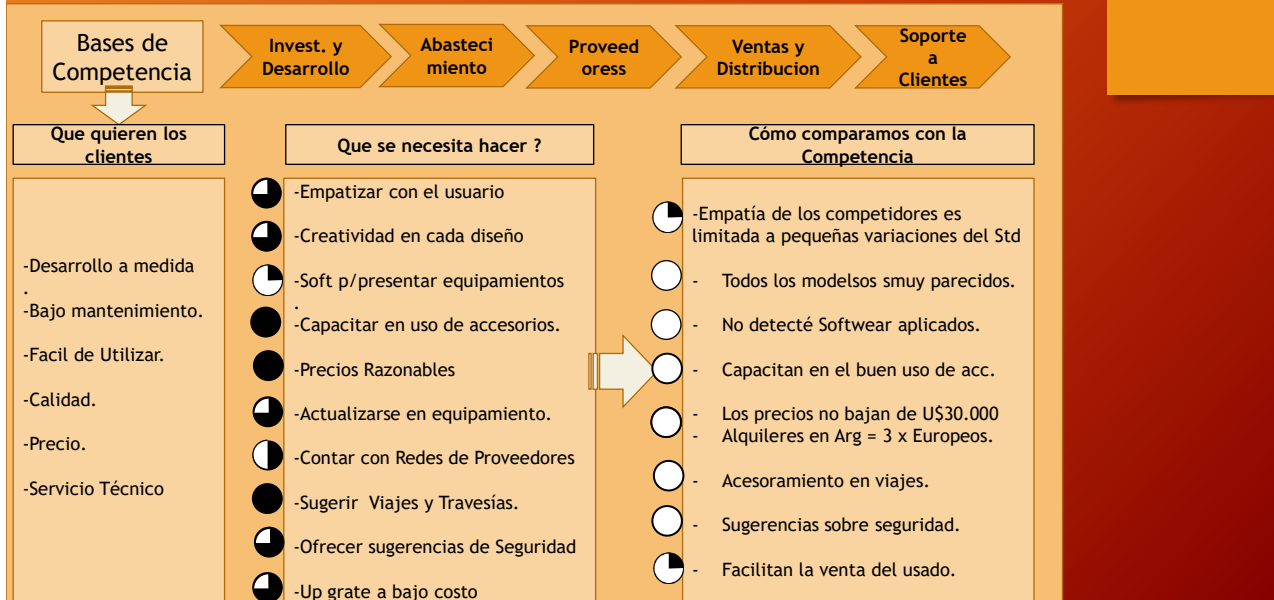 Bases de
Competencia
Invest. y
Desarrollo
Abasteci
miento
Proveed
oress
Ventas y
Distribucion
Soporte
a
Clientes
Que quieren los
clientes
Que se necesita hacer ?
Cómo comparamos con la
Competencia
-Desarrollo a medida
.
-Bajo mantenimiento.
-Facil de Utilizar.
-Calidad.
-Precio.
-Servicio Técnico
-Empatizar con el usuario
-Creatividad en cada diseño
-Soft p/presentar equipamientos
.
-Capacitar en uso de accesorios.
-Precios Razonables
-Actualizarse en equipamiento.
-Contar con Redes de Proveedores
-Sugerir Viajes y Travesías.
-Ofrecer sugerencias de Seguridad
-Up grate a bajo costo
-Empatía de los competidores es
limitada a pequeñas variaciones del Std
- Todos los modelsos smuy parecidos.
- No detecté Softwear aplicados.
- Capacitan en el buen uso de acc.
- Los precios no bajan de U$30.000
- Alquileres en Arg = 3 x Europeos.
- Acesoramiento en viajes.
- Sugerencias sobre seguridad.
- Facilitan la venta del usado.